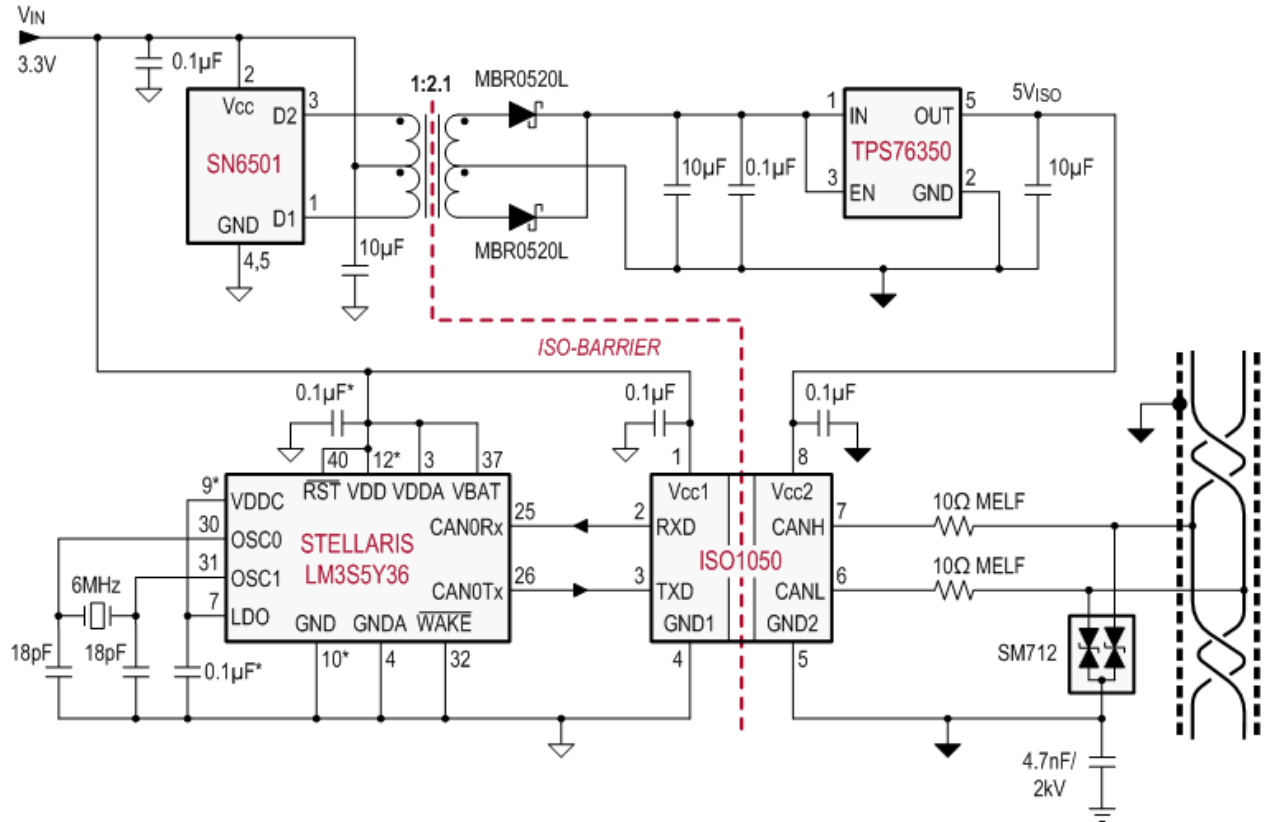 VIN
3.3V
0.1µF
2
Vcc
D2
3
SN6501
D1
1
GND
4,5
10µF
1:2.1
MBR0520L
MBR0520L
10µF
0.1µF
1
IN
OUT
5
TPS76350
3
EN
GND
2
5VISO
10µF
ISO-BARRIER
0.1µF*
40
12*
3
37
RST
VDD
VDDA
VBAT
9*
VDDC
30
OSC0
31
OSC1
7
LDO
6MHz
18pF
18pF
0.1µF*
STELLARIS
LM3S5Y36
CAN0Rx
25
CAN0Tx
26
GND
GNDA
WAKE
10*
4
32
0.1µF
1
Vcc1
2
RXD
3
TXD
GND1
4
ISO1050
0.1µF
8
Vcc2
CANH
7
CANL
6
GND2
5
10Ω MELF
10Ω MELF
SM712
4.7nF/
2kV